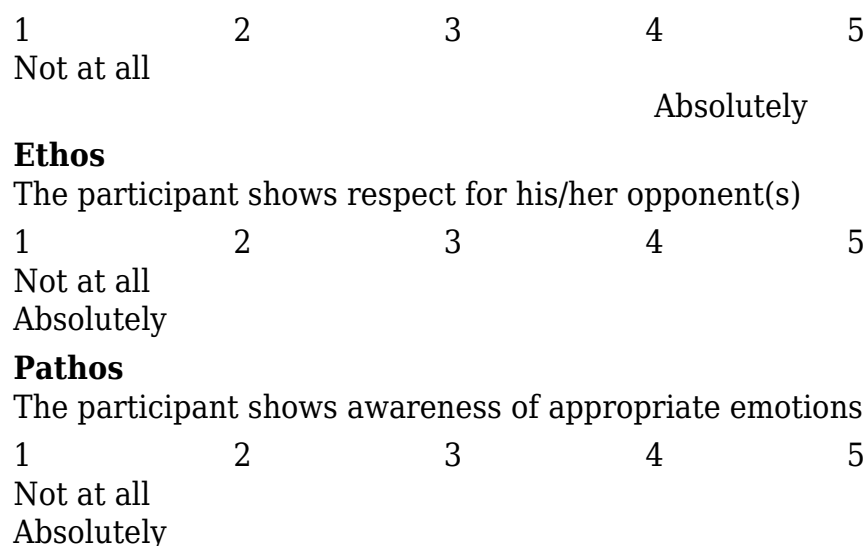 1 2 3 4 5
Not at all
Absolutely
Ethos
The participant shows respect for his/her opponent(s)
1 2 3 4 5
Not at all
Absolutely
Pathos
The participant shows awareness of appropriate emotions
1 2 3 4 5
Not at all
Absolutely